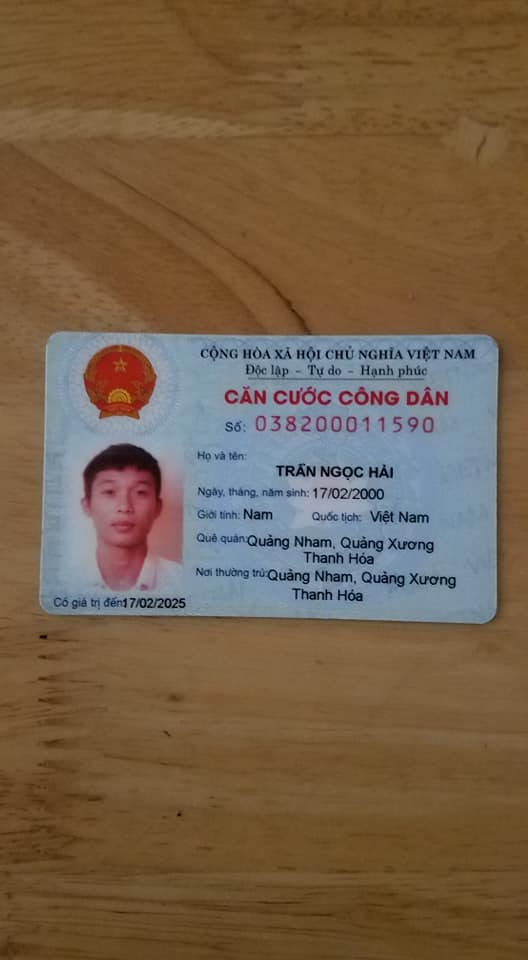 CỘNG HÒA XÃ HỘI CHỦ NGHĨA VIỆT NAM
Độc lập - Tự do - Hạnh phúc
CĂN CƯỚC CÔNG DÂN
Số: 038200011590
Họ và tên:
TRẦN NGỌC HẢI
Ngày, tháng, năm sinh: 17/02/2000
Giới tính: Nam Quốc tịch: Việt Nam
Quê quán: Quảng Nham, Quảng Xương
Thanh Hóa
Nơi thường trú: Quảng Nham, Quảng Xương
Thanh Hóa
Có giá trị đến 17/02/2025